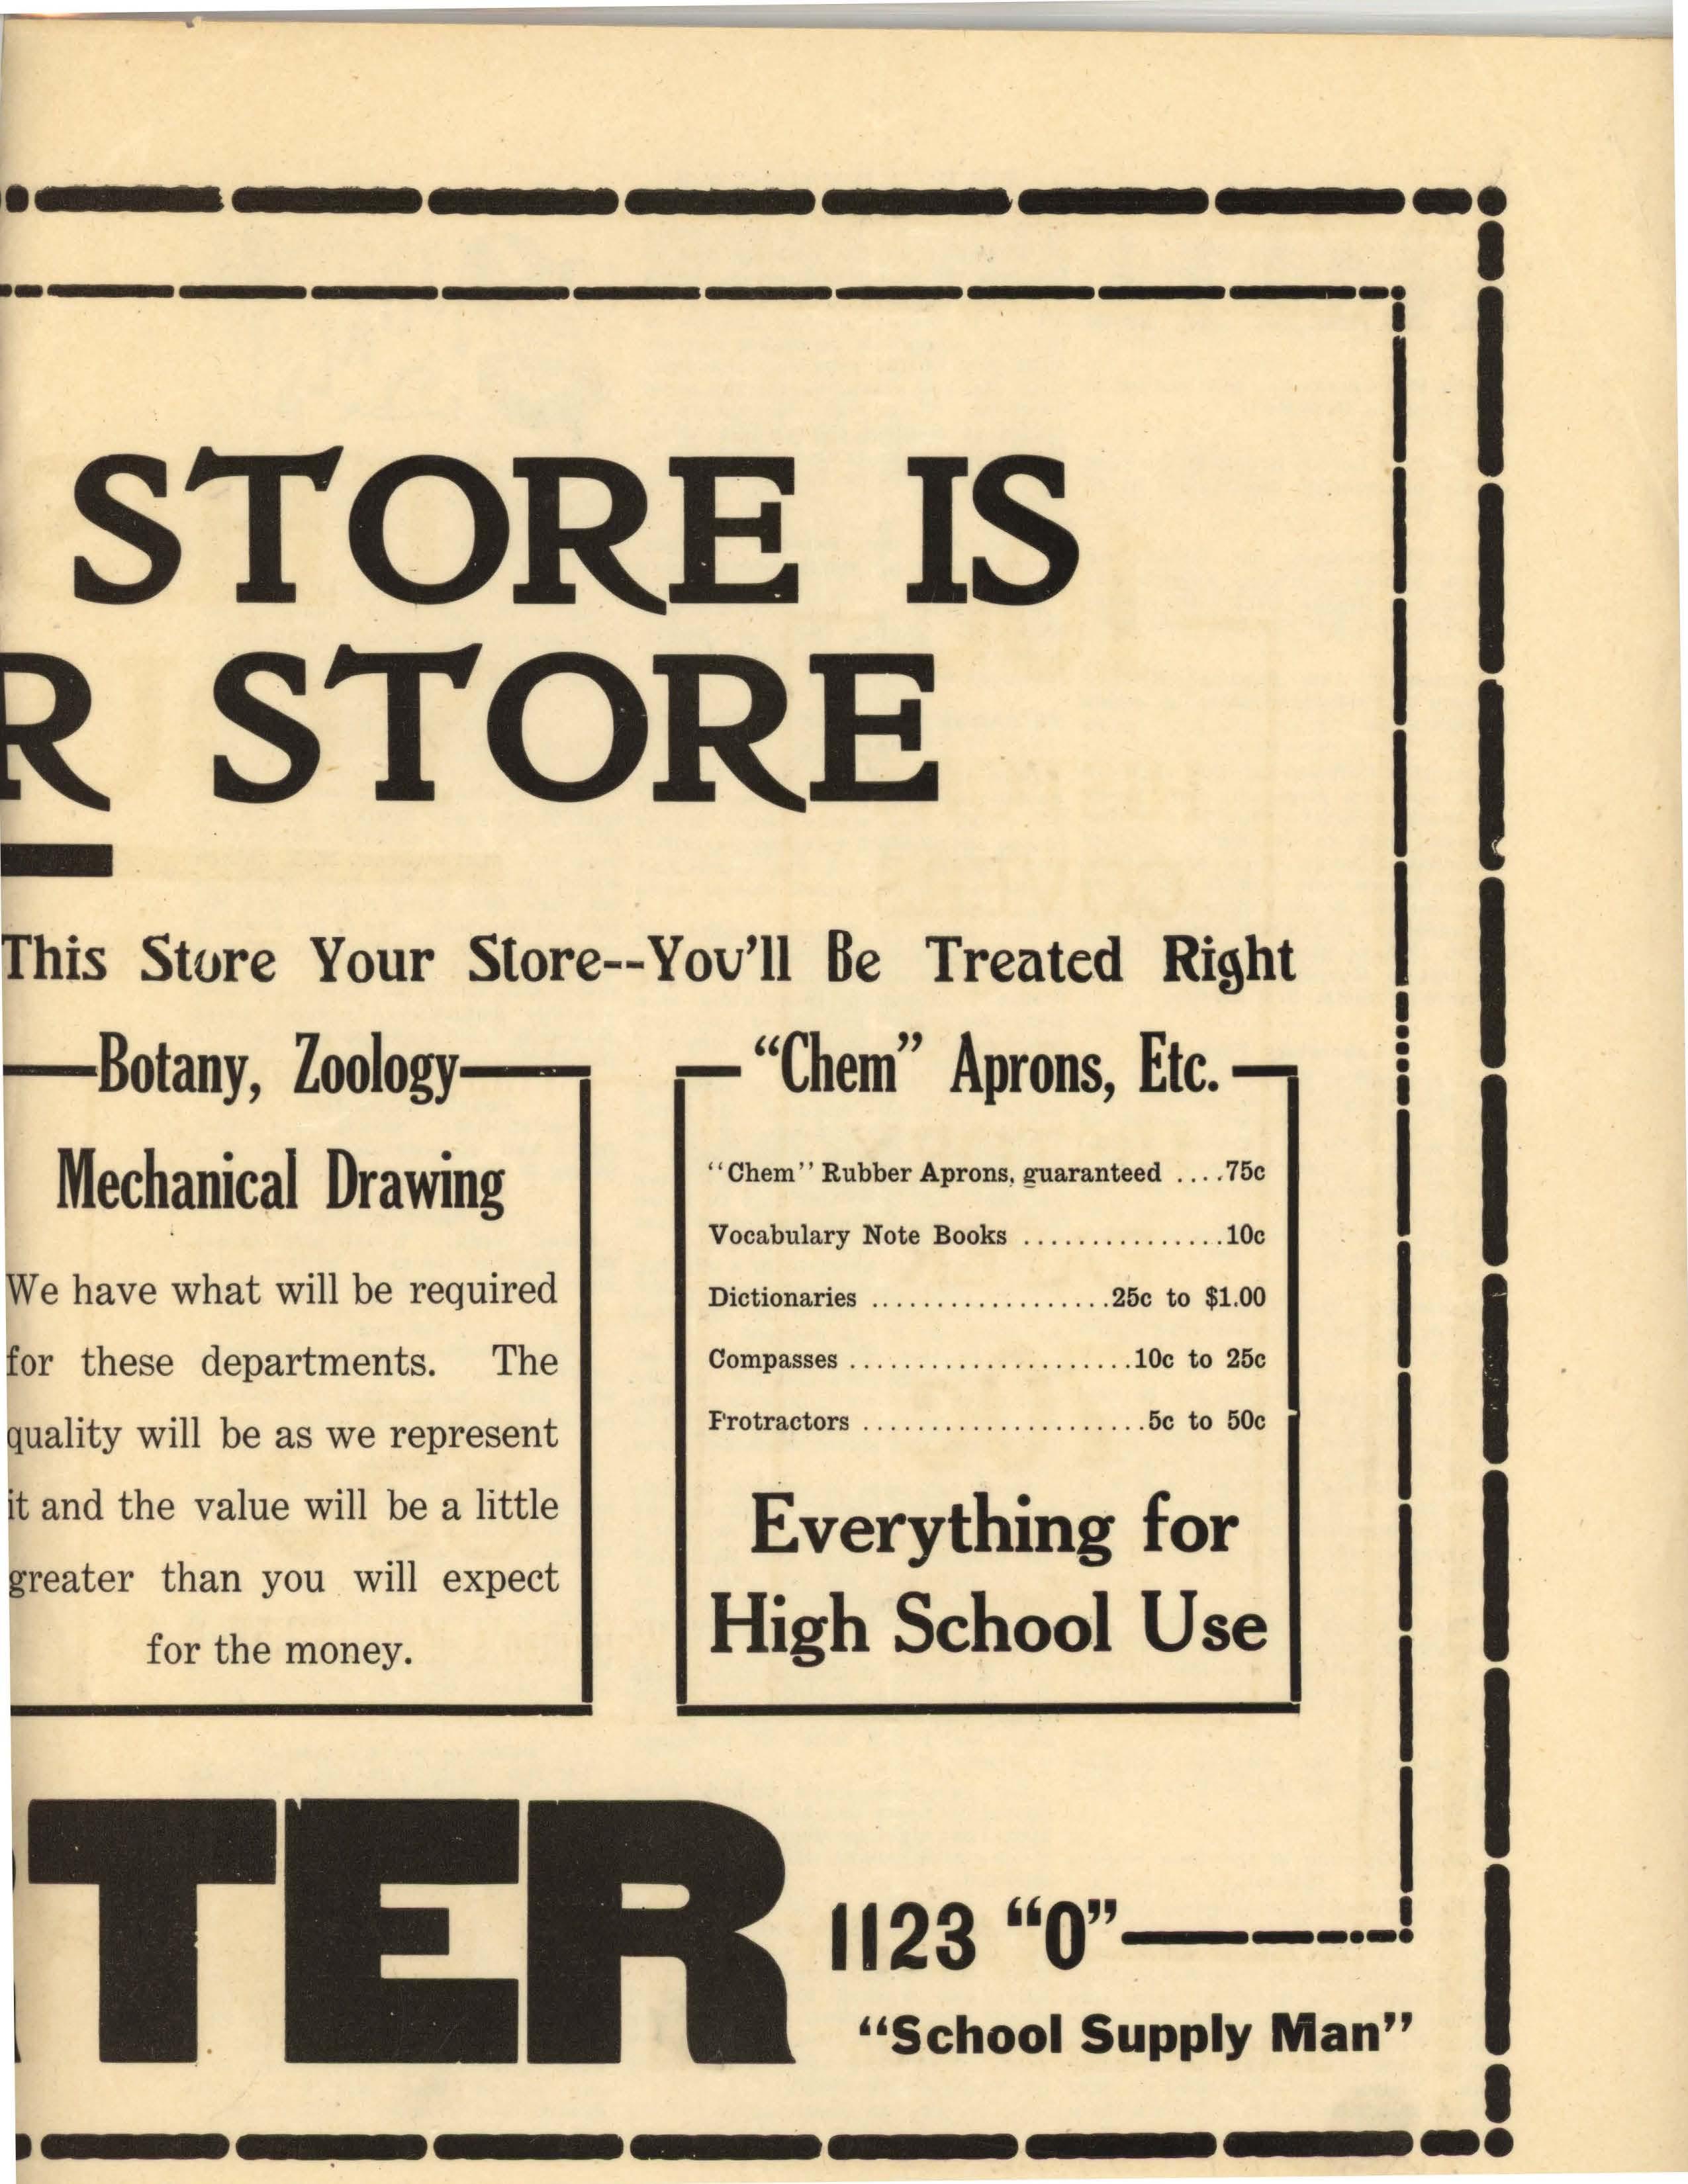 STORE IS
R STORE
This Store Your Store--You'll Be Treated Right
Botany, Zoology
Mechanical Drawing
We have what will be required
for these departments. The
quality will be as we represent
it and the value will be a little
greater than you will expect
for the money.
"Chem" Aprons, Etc.
"Chem" Rubber Aprons, guaranteed ....75c
Vocabulary Note Books ...............10c
Dictionaries ..................25c to $1.00
Compasses .....................10c to 25c
Protractors .....................5c to 50c
Everything for
High School Use
TER
1123 "O"
"School Supply Man"